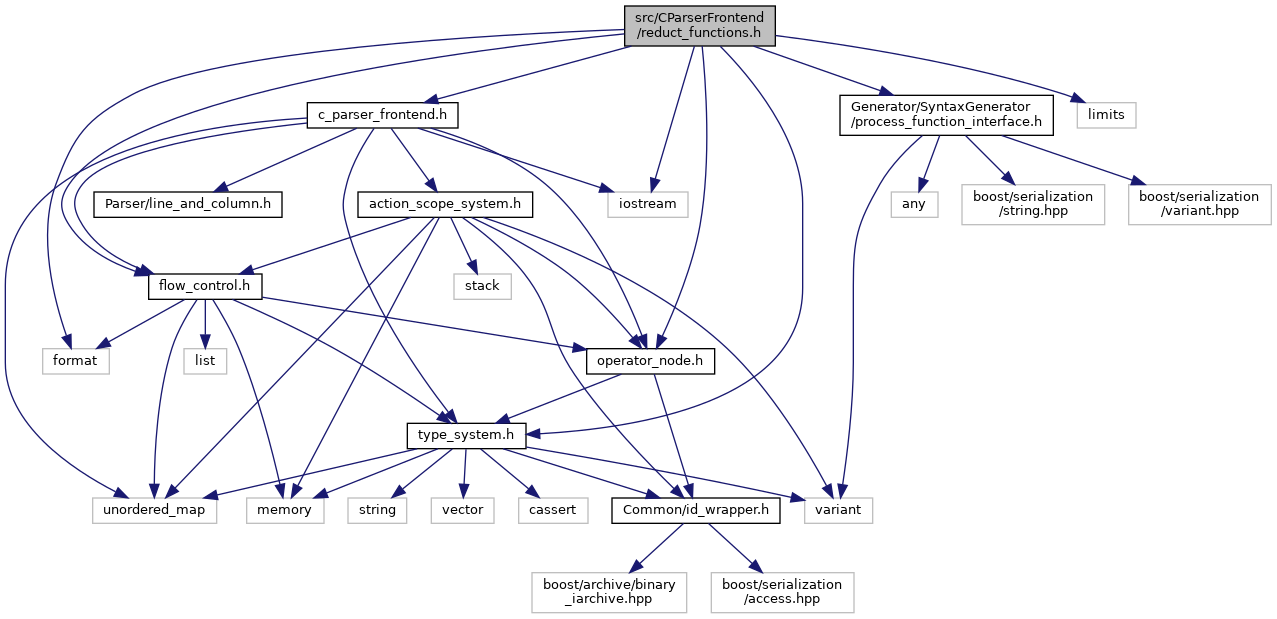 src/CParserFrontend
/reduct_functions.h
c_parser_frontend.h
Generator/SyntaxGenerator
/process_function_interface.h
limits
Parser/line_and_column.h
action_scope_system.h
iostream
any
boost/serialization
/string.hpp
boost/serialization
/variant.hpp
flow_control.h
stack
format
list
operator_node.h
type_system.h
unordered_map
memory
string
vector
cassert
Common/id_wrapper.h
variant
boost/archive/binary
_iarchive.hpp
boost/serialization
/access.hpp